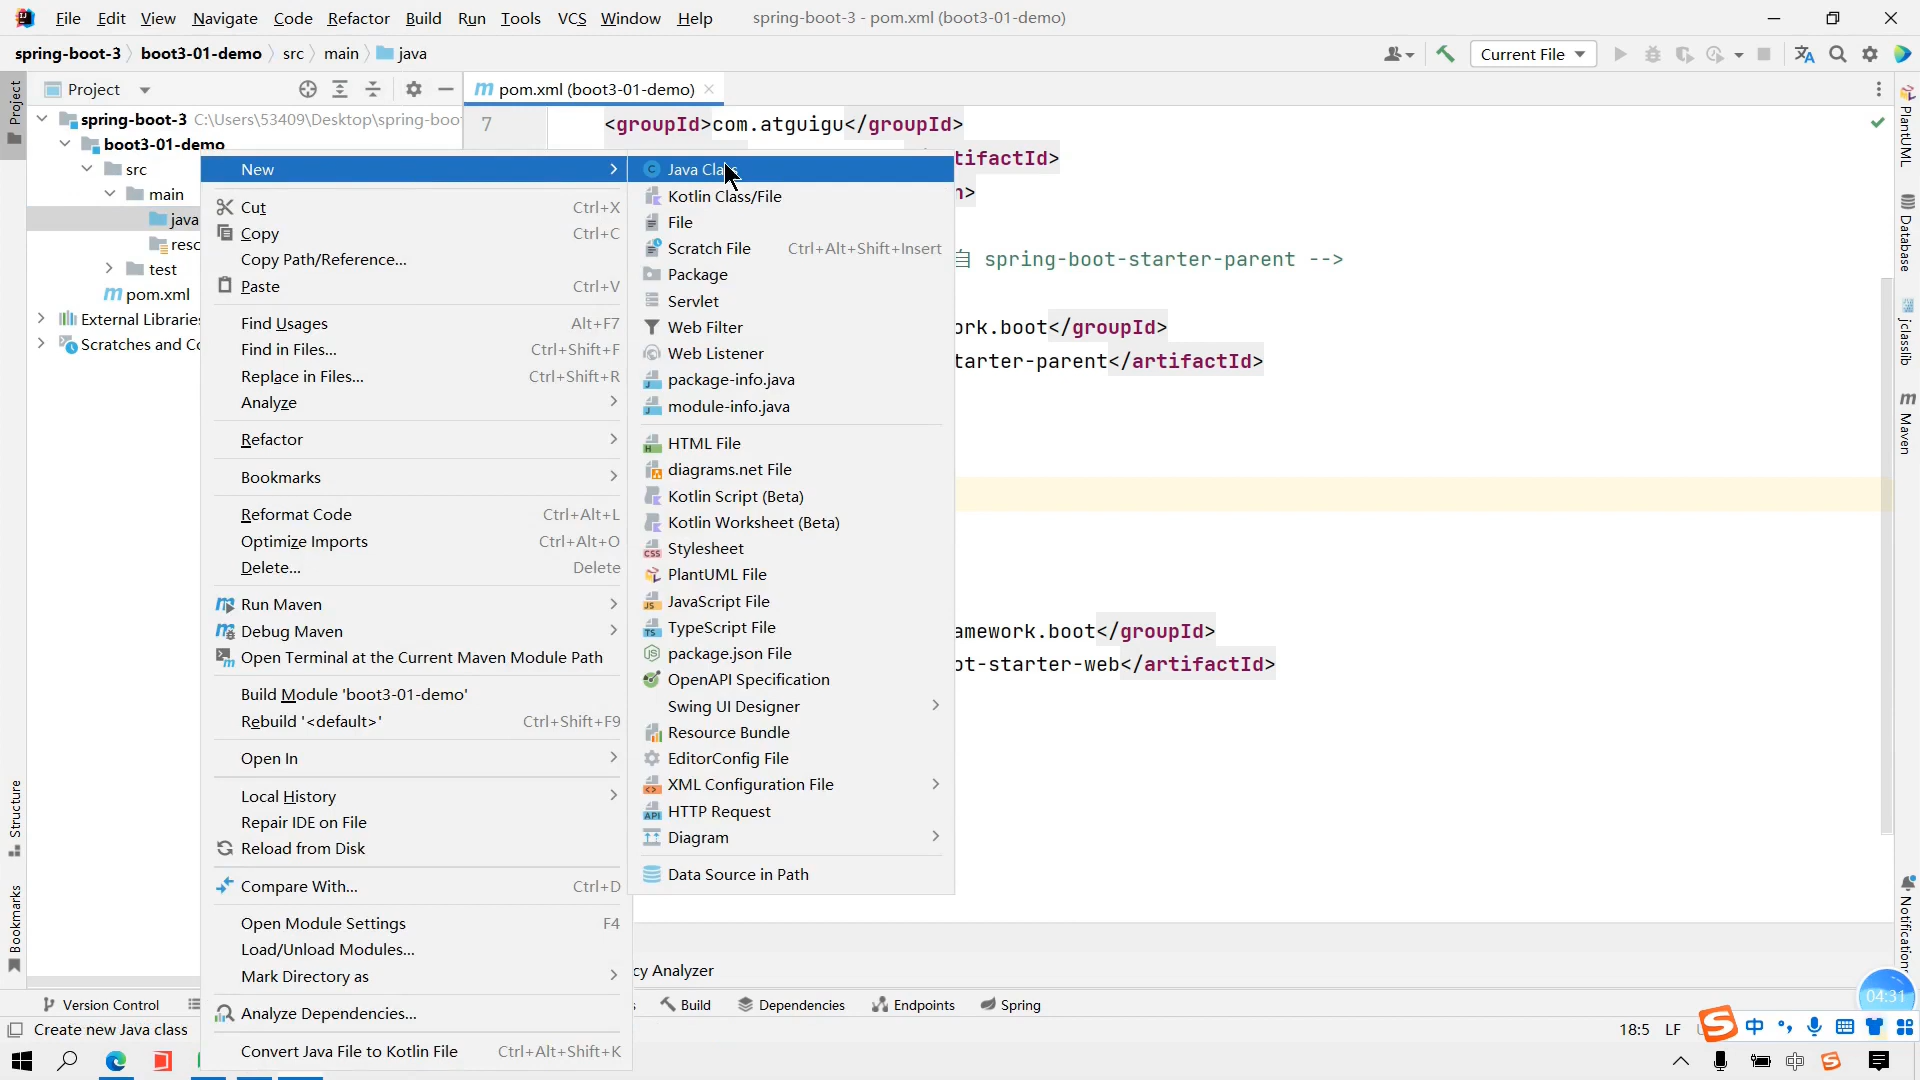 File Edit View Navigate Code Refactor Build Run Tools VCS Window Help spring-boot-3 - pom.xml (boot3-01-demo)
spring-boot-3 boot3-01-demo src main java
Current File
Project
pom.xml (boot3-01-demo)
spring-boot-3 C:\Users\53409\Desktop\spring-boo
boot3-01-demo
src
main
java
test
pom.xml
External Libraries
Scratches and Co
7 <groupId>com.atguigu</groupId>
tifactId>
自 spring-boot-starter-parent -->
rk.boot</groupId>
tarter-parent</artifactId>
amework.boot</groupId>
ot-starter-web</artifactId>
New
Cut Ctrl+X
Copy Ctrl+C
Copy Path/Reference...
Paste Ctrl+V
Find Usages Alt+F7
Find in Files... Ctrl+Shift+F
Replace in Files... Ctrl+Shift+R
Analyze
Refactor
Bookmarks
Reformat Code Ctrl+Alt+L
Optimize Imports Ctrl+Alt+O
Delete... Delete
Run Maven
Debug Maven
Open Terminal at the Current Maven Module Path
Build Module 'boot3-01-demo'
Rebuild '<default>' Ctrl+Shift+F9
Open In
Local History
Repair IDE on File
Reload from Disk
Compare With... Ctrl+D
Open Module Settings F4
Load/Unload Modules...
Mark Directory as
Analyze Dependencies...
Convert Java File to Kotlin File Ctrl+Alt+Shift+K
Java Class
Kotlin Class/File
File
Scratch File Ctrl+Alt+Shift+Insert
Package
Servlet
Web Filter
Web Listener
package-info.java
module-info.java
HTML File
diagrams.net File
Kotlin Script (Beta)
Kotlin Worksheet (Beta)
Stylesheet
PlantUML File
JavaScript File
TypeScript File
package.json File
OpenAPI Specification
Swing UI Designer
Resource Bundle
EditorConfig File
XML Configuration File
HTTP Request
Diagram
Data Source in Path
Project
Structure
Bookmarks
PlantUML
Database
jclasslib
Maven
Notifications
cy Analyzer
Version Control
Build Dependencies Endpoints Spring
Create new Java class
18:5 LF
04:31
中
中